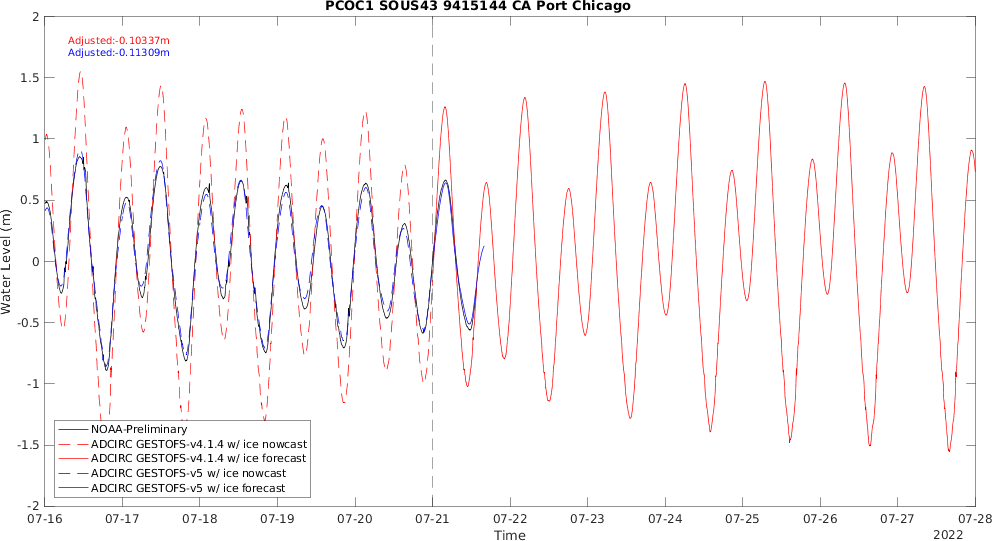 PCOC1 SOUS43 9415144 CA Port Chicago
Adjusted:-0.10337m
Adjusted:-0.11309m
2
1.5
1
0.5
0
-0.5
-1
-1.5
-2
Water Level (m)
NOAA-Preliminary
ADCIRC GESTOFS-v4.1.4 w/ ice nowcast
ADCIRC GESTOFS-v4.1.4 w/ ice forecast
ADCIRC GESTOFS-v5 w/ ice nowcast
ADCIRC GESTOFS-v5 w/ ice forecast
07-16 07-17 07-18 07-19 07-20 07-21 07-22 07-23 07-24 07-25 07-26 07-27 07-28
Time
2022